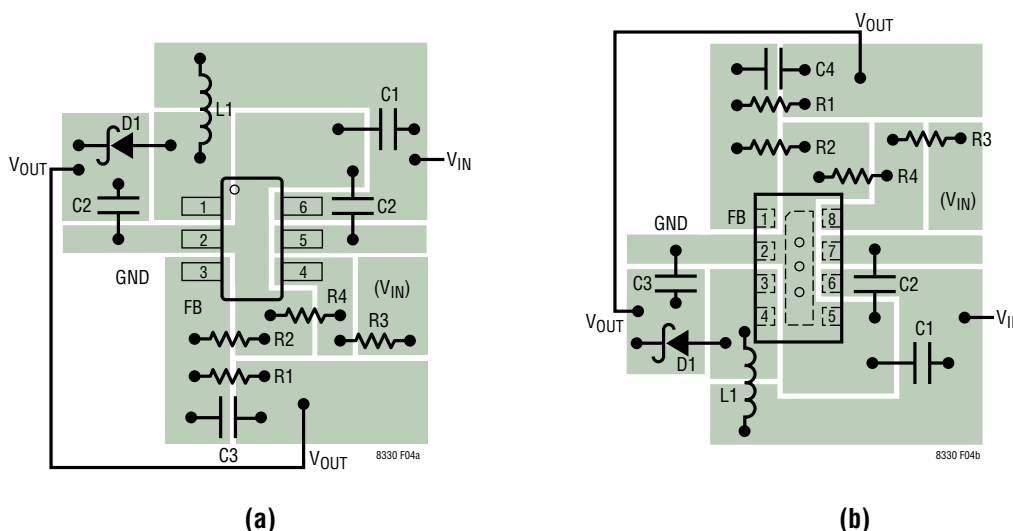 L1
C1
D1
VOUT
VIN
C2
C2
1
2
3
6
5
4
GND
FB
(VIN)
R4
R3
R2
R1
C3
VOUT
8330 F04a
(a)
VOUT
C4
R1
R2
R3
R4
(VIN)
GND
FB
1
2
3
4
8
7
6
5
C3
C2
VOUT
VI
C1
D1
L1
8330 F04b
(b)